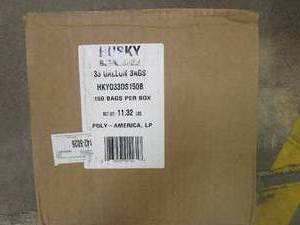 HUSKY
33 GALLON BAGS
HKY033DS150B
150 BAGS PER BOX
NET WT: 11.32 LBS
POLY-AMERICA, LP